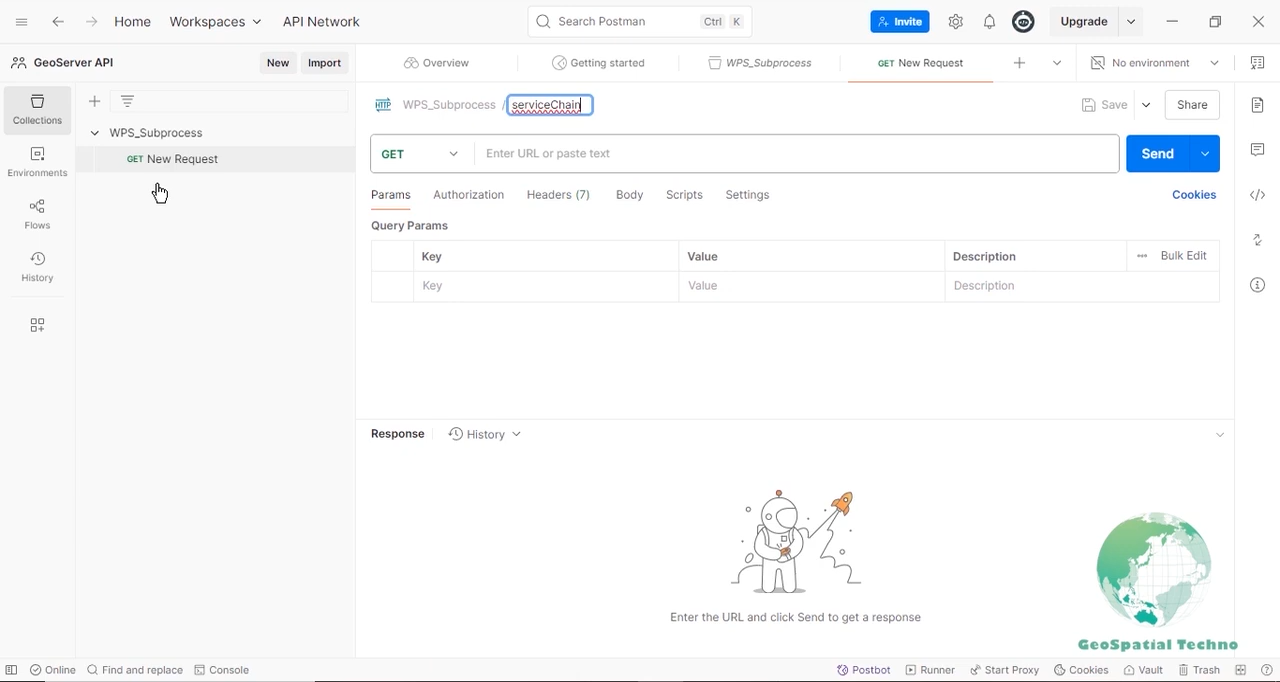 Home Workspaces API Network Search Postman Ctrl K Invite Upgrade
GeoServer API New Import Overview Getting started WPS_Subprocess GET New Request No environment
Collections
Environments
Flows
History
WPS_Subprocess
GET New Request
WPS_Subprocess / serviceChain Save Share
GET Enter URL or paste text Send
Params Authorization Headers (7) Body Scripts Settings Cookies
Query Params
Key Value Description ••• Bulk Edit
Key Value Description
Response History
Enter the URL and click Send to get a response
GeoSpatial Techno
Online Find and replace Console Postbot Runner Start Proxy Cookies Vault Trash